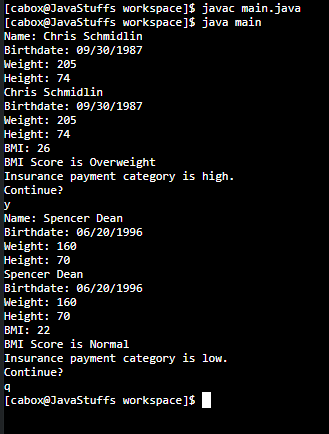 [cabox@JavaStuffs workspace]$ javac main.java
[cabox@JavaStuffs workspace]$ java main
Name: Chris Schmidlin
Birthdate: 09/30/1987
Weight: 205
Height: 74
Chris Schmidlin
Birthdate: 09/30/1987
Weight: 205
Height: 74
BMI: 26
BMI Score is Overweight
Insurance payment category is high.
Continue?
y
Name: Spencer Dean
Birthdate: 06/20/1996
Weight: 160
Height: 70
Spencer Dean
Birthdate: 06/20/1996
Weight: 160
Height: 70
BMI: 22
BMI Score is Normal
Insurance payment category is low.
Continue?
q
[cabox@JavaStuffs workspace]$